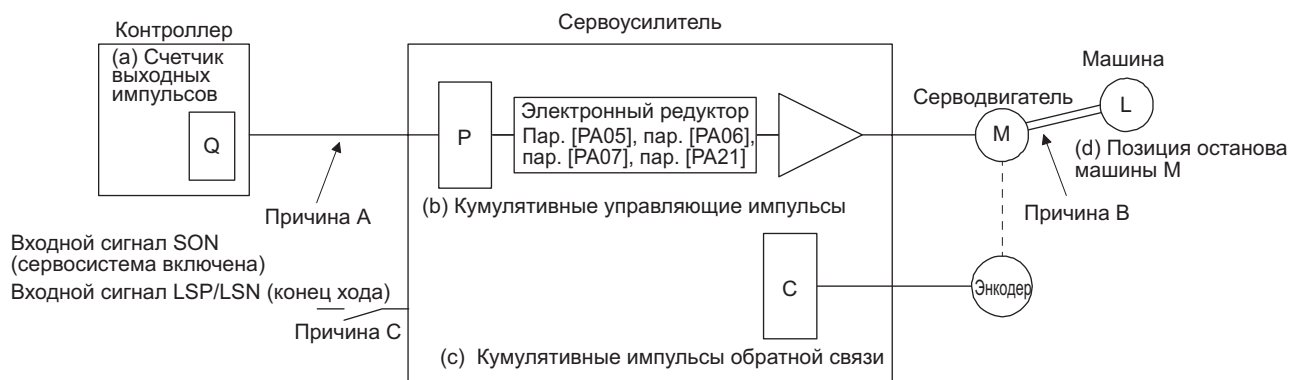 Контроллер
(a) Счетчик
выходных
импульсов
Q
Причина A
Входной сигнал SON
(сервосистема включена)
Входной сигнал LSP/LSN (конец хода)
Причина C
Сервоусилитель
P
Электронный редуктор
Пар. [PA05], пар. [PA06],
пар. [PA07], пар. [PA21]
(b) Кумулятивные управляющие импульсы
C
(c) Кумулятивные импульсы обратной связи
Машина
L
Серводвигатель
M
(d) Позиция останова
машины M
Причина B
Энкодер